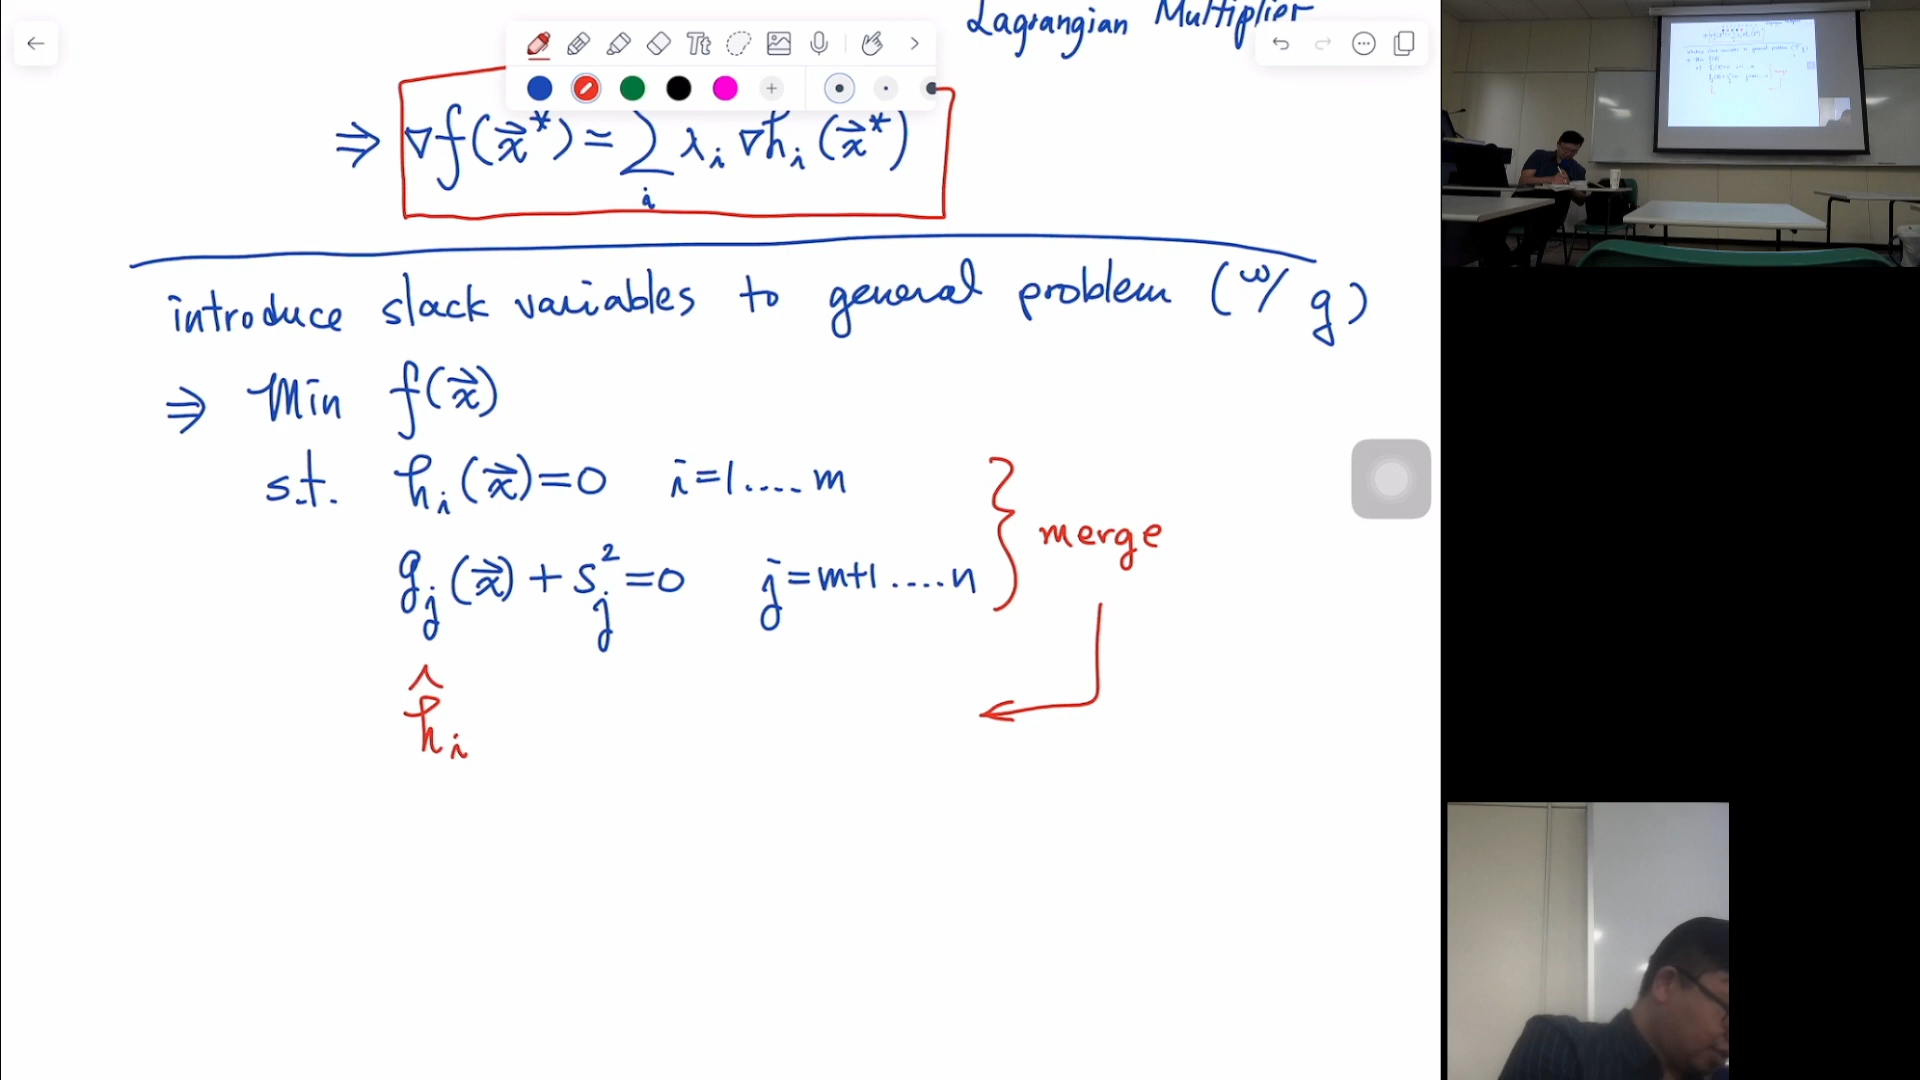 Lagrangian Multiplier
Tt
⇒ ∇f(x⃗*) = ∑ᵢ λᵢ ∇hᵢ(x⃗*)
introduce slack variables to general problem (w/ g)
⇒ Min f(x⃗)
s.t. hᵢ(x⃗)=0 i=1....m
gⱼ(x⃗) + sⱼ²=0 j=m+1....n
merge
ĥᵢ